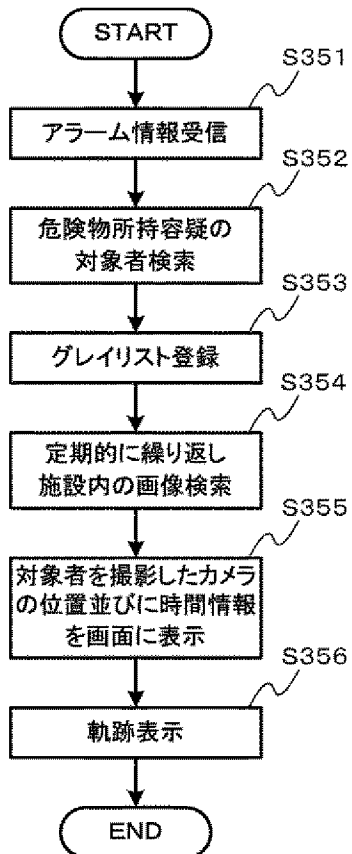 START
S351
アラーム情報受信
S352
危険物所持容疑の
対象者検索
S353
グレイリスト登録
S354
定期的に繰り返し
施設内の画像検索
S355
対象者を撮影したカメラ
の位置並びに時間情報
を画面に表示
S356
軌跡表示
END